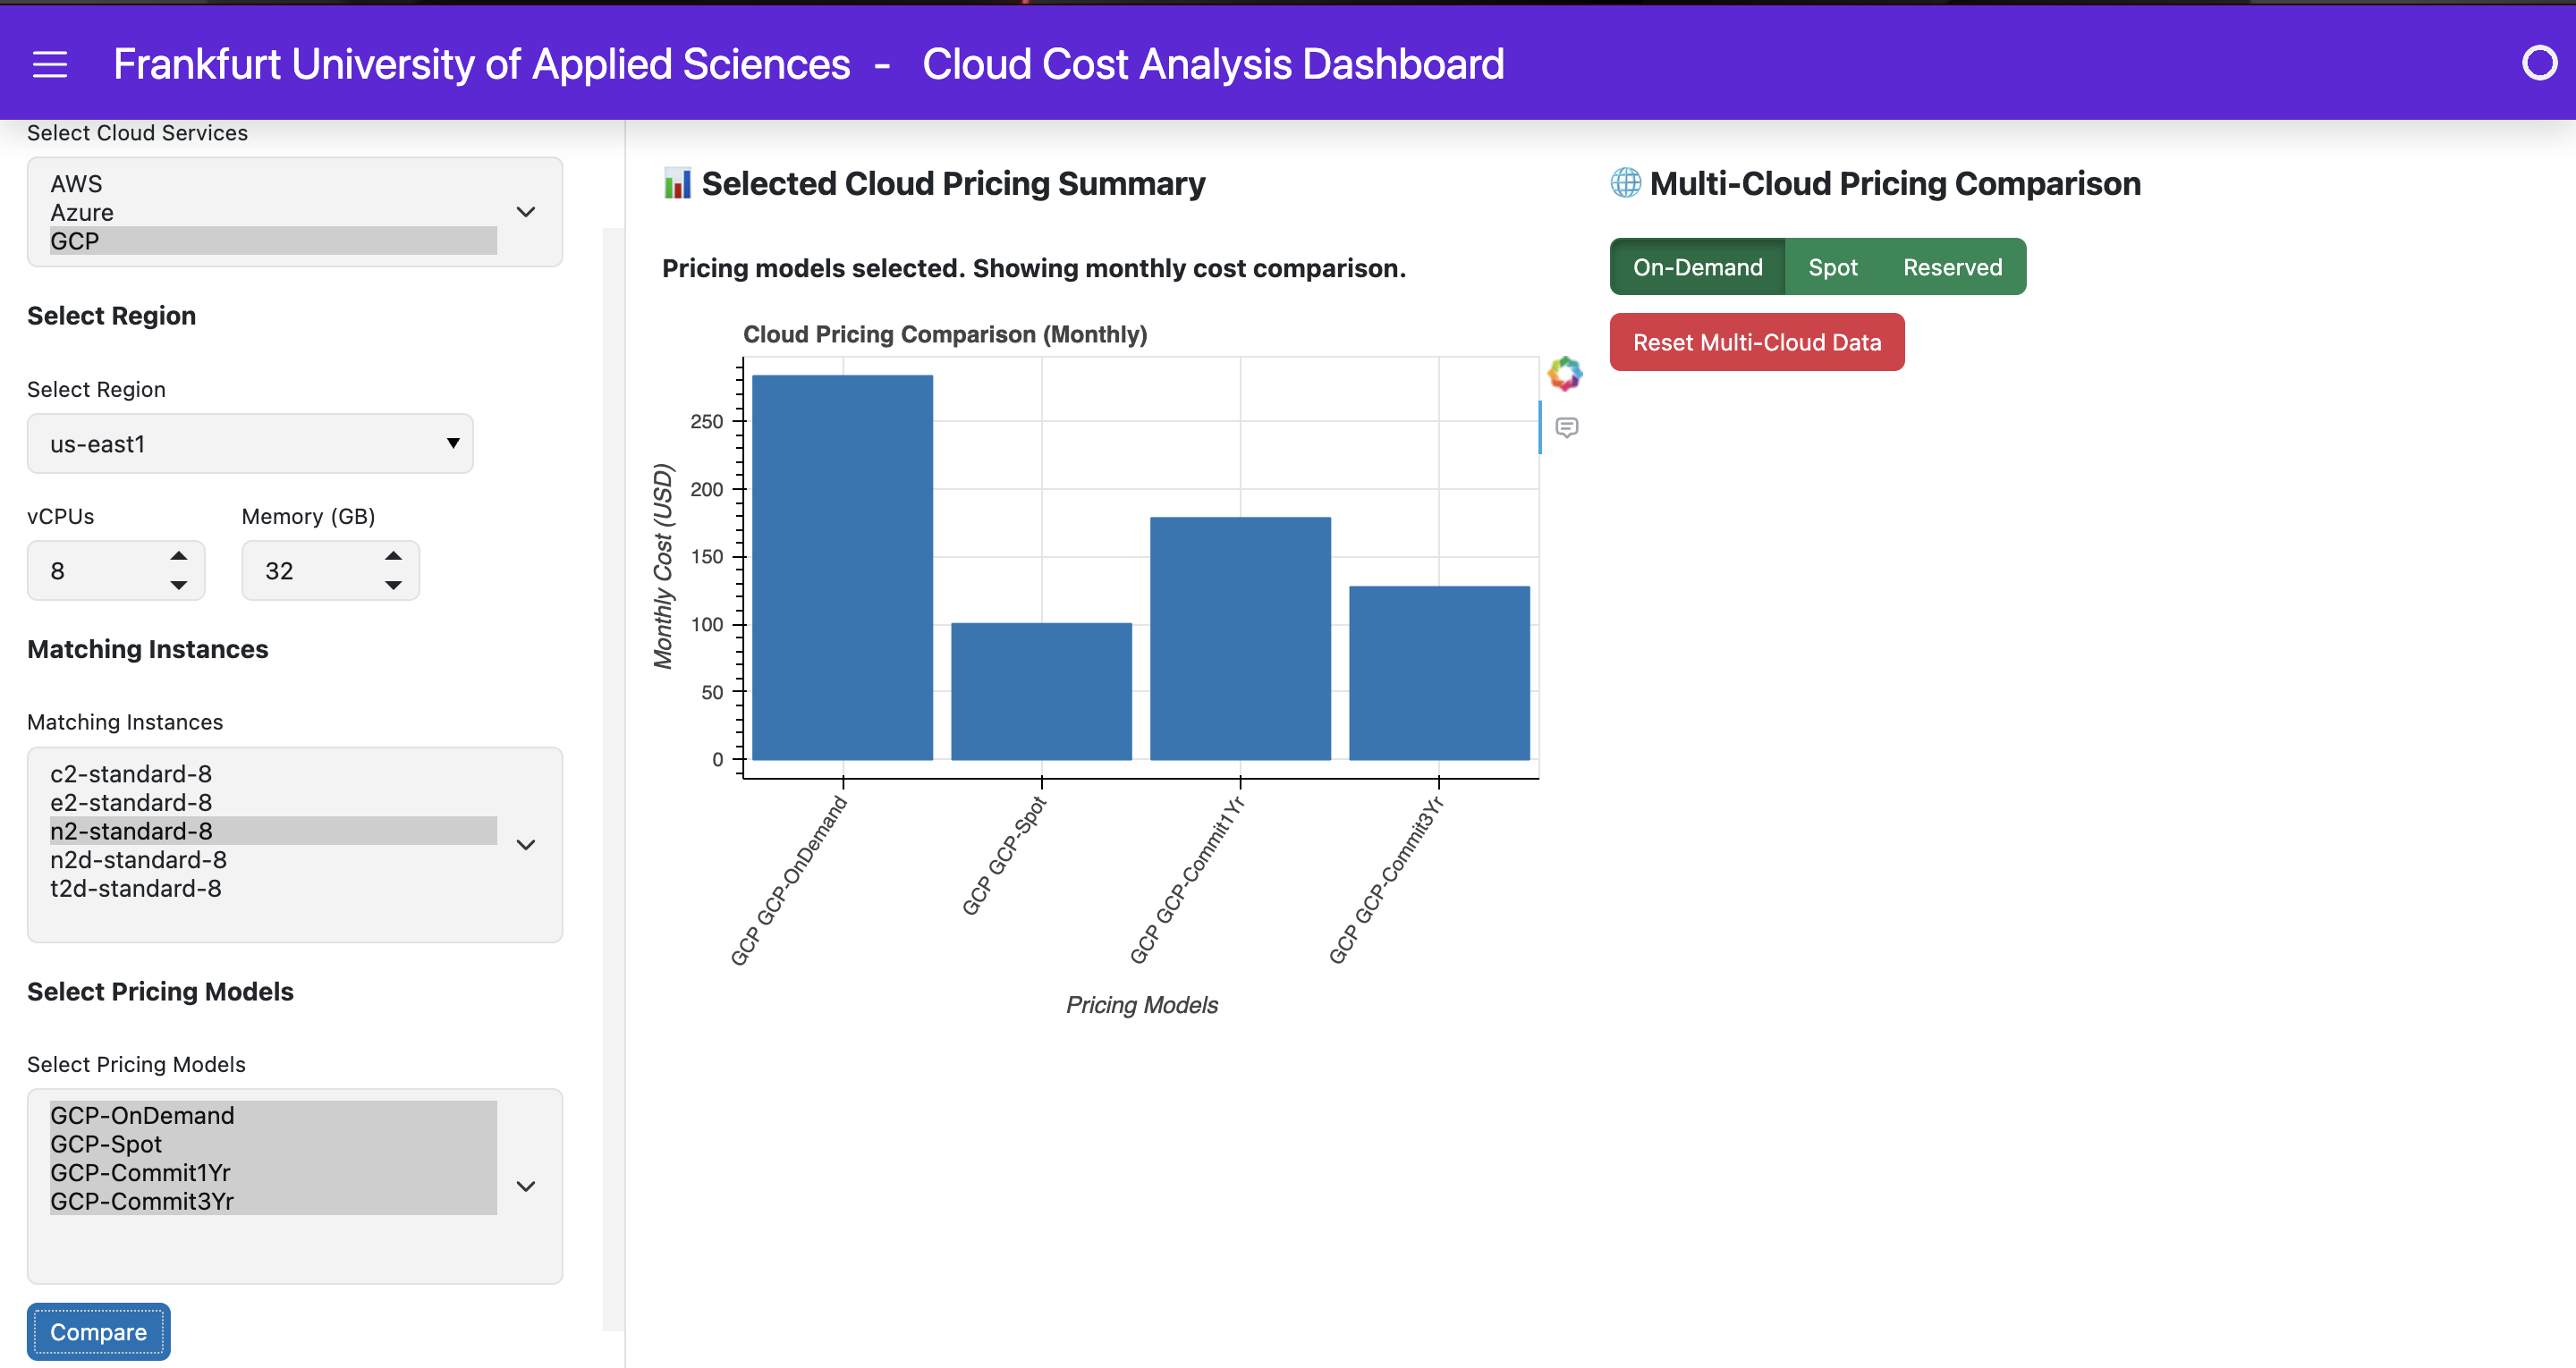 Frankfurt University of Applied Sciences - Cloud Cost Analysis Dashboard
Select Cloud Services
AWS
Azure
GCP
Select Region
Select Region
us-east1
vCPUs Memory (GB)
8 32
Matching Instances
Matching Instances
c2-standard-8
e2-standard-8
n2-standard-8
n2d-standard-8
t2d-standard-8
Select Pricing Models
Select Pricing Models
GCP-OnDemand
GCP-Spot
GCP-Commit1Yr
GCP-Commit3Yr
Compare
Selected Cloud Pricing Summary
Pricing models selected. Showing monthly cost comparison.
Cloud Pricing Comparison (Monthly)
Monthly Cost (USD)
250
200
150
100
50
0
GCP GCP-OnDemand
GCP GCP-Spot
GCP GCP-Commit1Yr
GCP GCP-Commit3Yr
Pricing Models
Multi-Cloud Pricing Comparison
On-Demand Spot Reserved
Reset Multi-Cloud Data